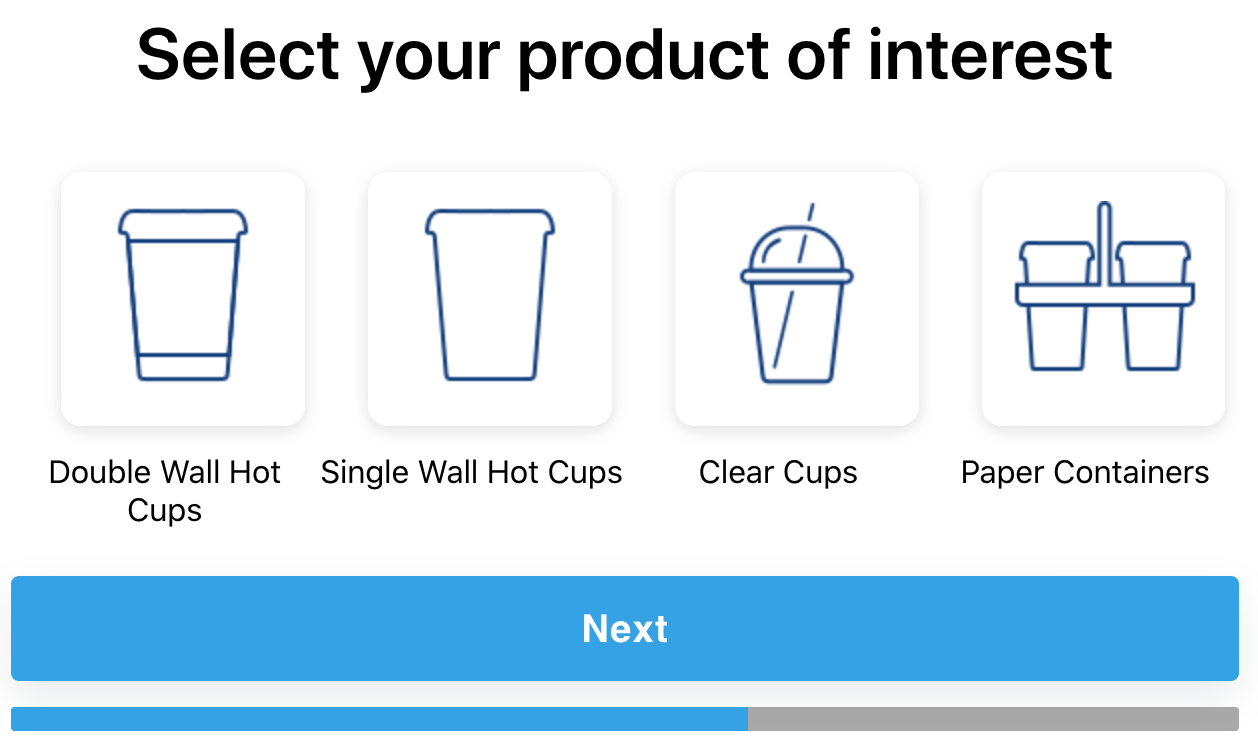 Select your product of interest
Double Wall Hot
Cups
Single Wall Hot Cups
Clear Cups
Paper Containers
Next